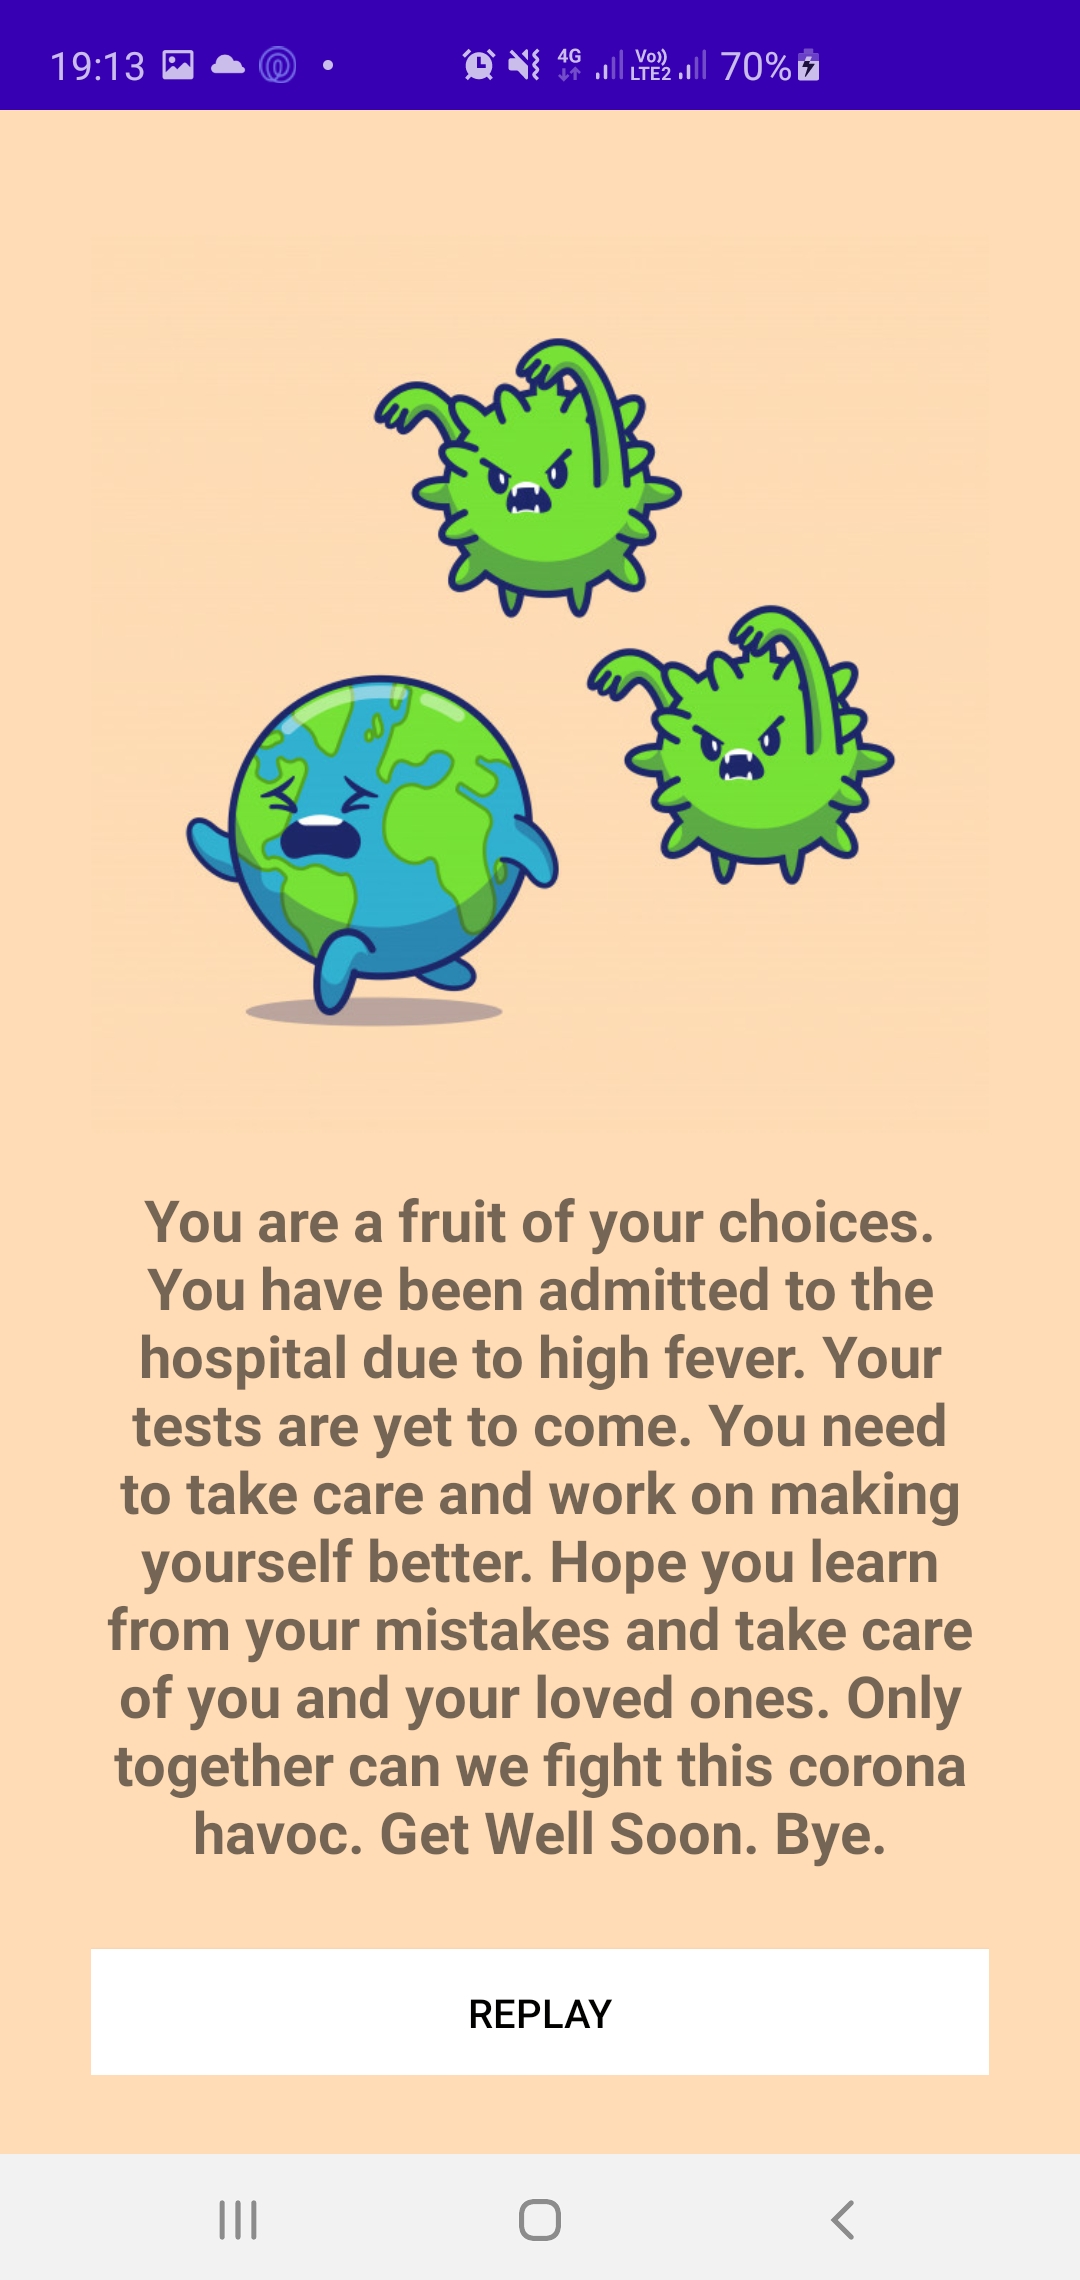 19:13
4G Vo)) LTE2 70%
You are a fruit of your choices.
You have been admitted to the
hospital due to high fever. Your
tests are yet to come. You need
to take care and work on making
yourself better. Hope you learn
from your mistakes and take care
of you and your loved ones. Only
together can we fight this corona
havoc. Get Well Soon. Bye.
REPLAY